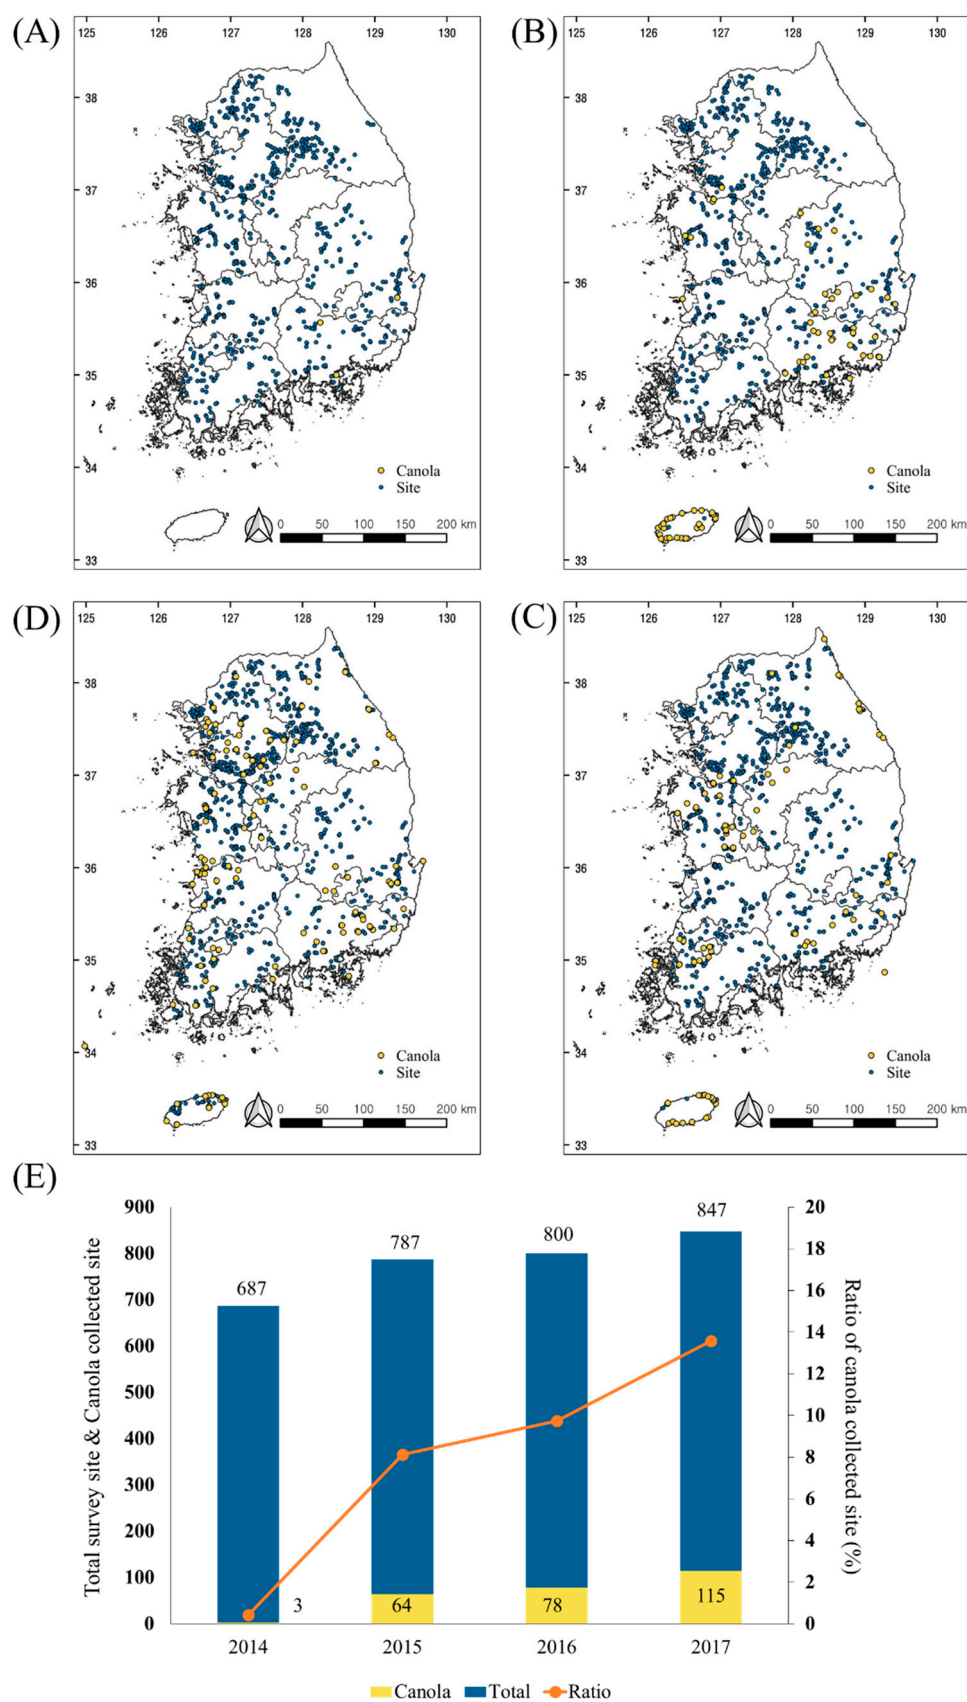 (A)
125 126 127 128 129 130
38
37
36
35
34
33
Canola
Site
0 50 100 150 200 km
(B)
125 126 127 128 129 130
38
37
36
35
34
33
Canola
Site
0 50 100 150 200 km
(D)
125 126 127 128 129 130
38
37
36
35
34
33
Canola
Site
0 50 100 150 200 km
(C)
125 126 127 128 129 130
38
37
36
35
34
33
Canola
Site
0 50 100 150 200 km
(E)
Total survey site & Canola collected site
900
800
700
600
500
400
300
200
100
0
687
787
800
847
3
64
78
115
20
18
16
14
12
10
8
6
4
2
0
Ratio of canola collected site (%)
2014 2015 2016 2017
Canola Total Ratio